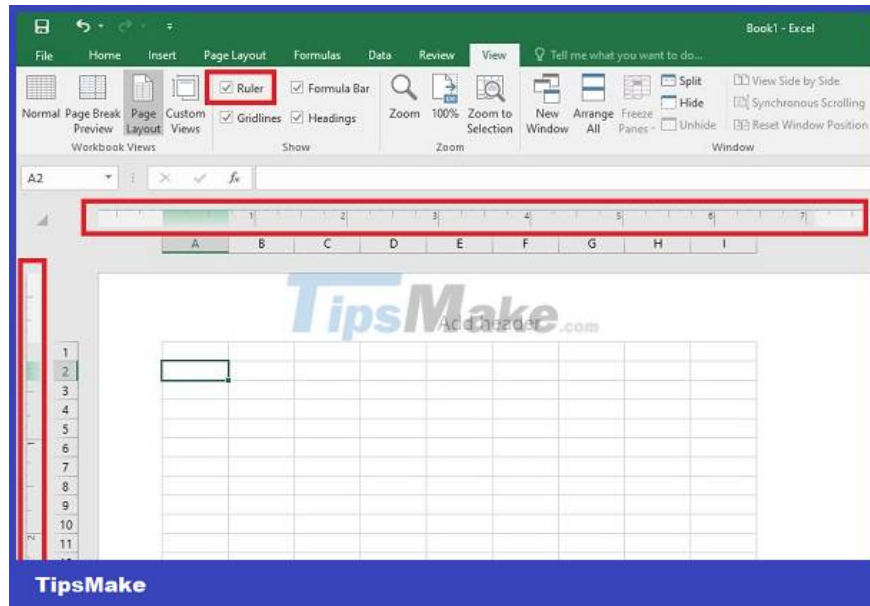 Book1 - Excel
File Home Insert Page Layout Formulas Data Review View Tell me what you want to do...
Ruler Formula Bar Split View Side by Side
Gridlines Headings Hide Synchronous Scrolling
Unhide Reset Window Position
Normal Page Break Preview Page Layout Custom Views Zoom 100% Zoom to Selection New Window Arrange All Freeze Panes
Workbook Views Show Zoom Window
A2 fx
1 2 3 4 5 6 7
A B C D E F G H I
TipsMake.com
Add header
1
2
3
4
5
1
6
7
8
9
10
2
11
TipsMake